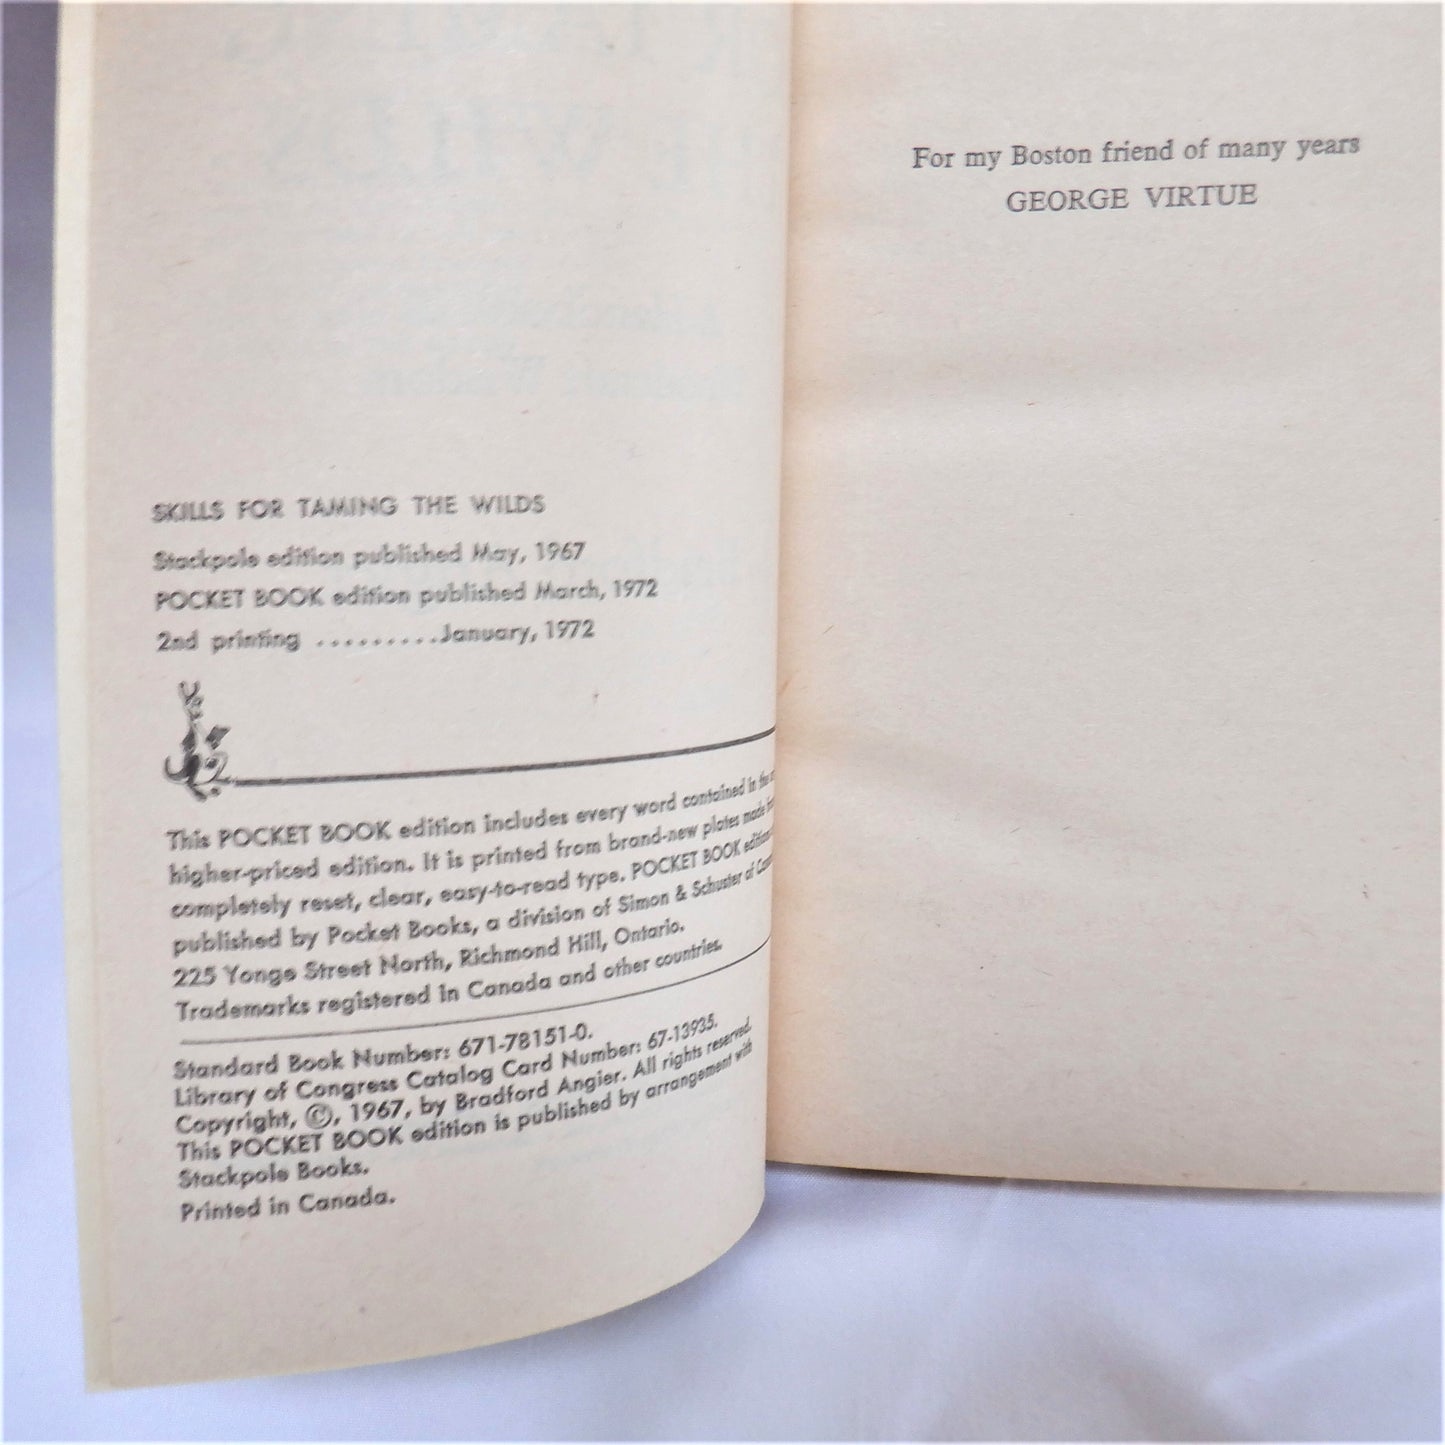 SKILLS FOR TAMING THE WILDS
Stackpole edition published May, 1967
POCKET BOOK edition published March, 1972
2nd printing .........January, 1972
This POCKET BOOK edition includes every word contained in the
higher-priced edition. It is printed from brand-new plates made
completely reset, clear, easy-to-read type. POCKET BOOK editions
published by Pocket Books, a division of Simon & Schuster of
225 Yonge Street North, Richmond Hill, Ontario.
Trademarks registered in Canada and other countries.
Standard Book Number: 671-78151-0.
Library of Congress Catalog Card Number: 67-13935.
Copyright, ©, 1967, by Bradford Angier. All rights reserved.
This POCKET BOOK edition is published by arrangement with
Stackpole Books.
Printed in Canada.
For my Boston friend of many years
GEORGE VIRTUE